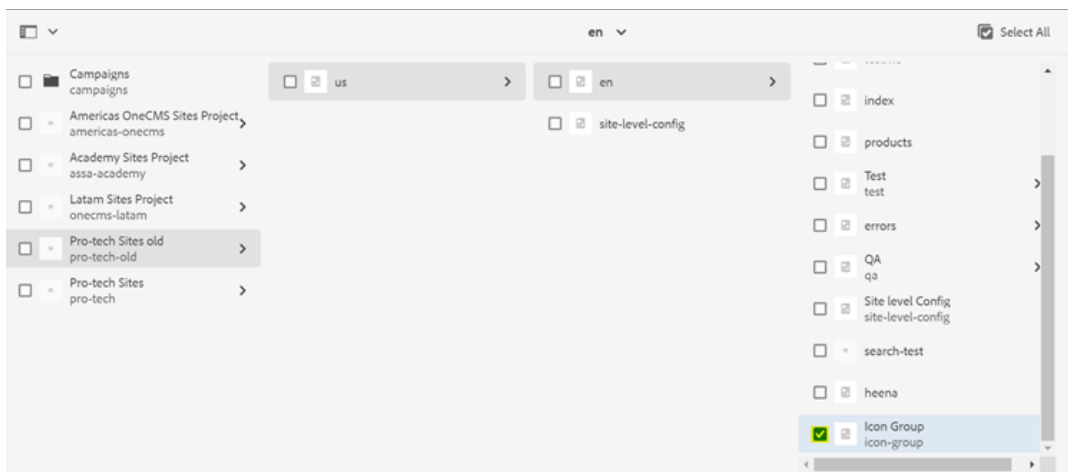 en
Select All
Campaigns
campaigns
Americas OneCMS Sites Project
americas-onecms
Academy Sites Project
assa-academy
Latam Sites Project
onecms-latam
Pro-tech Sites old
pro-tech-old
Pro-tech Sites
pro-tech
us
en
site-level-config
index
products
Test
test
errors
QA
qa
Site level Config
site-level-config
search-test
heena
Icon Group
icon-group